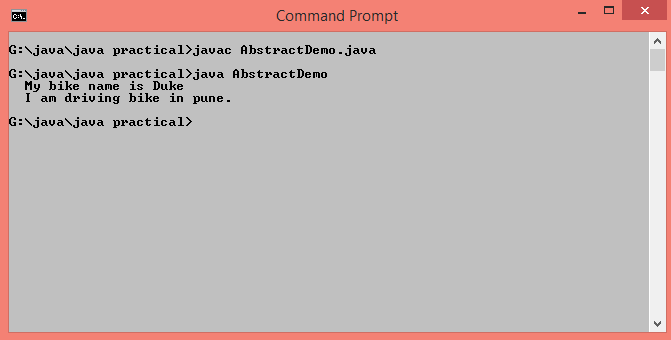 Command Prompt
G:\java\java practical>javac AbstractDemo.java
G:\java\java practical>java AbstractDemo
My bike name is Duke
I am driving bike in pune.
G:\java\java practical>